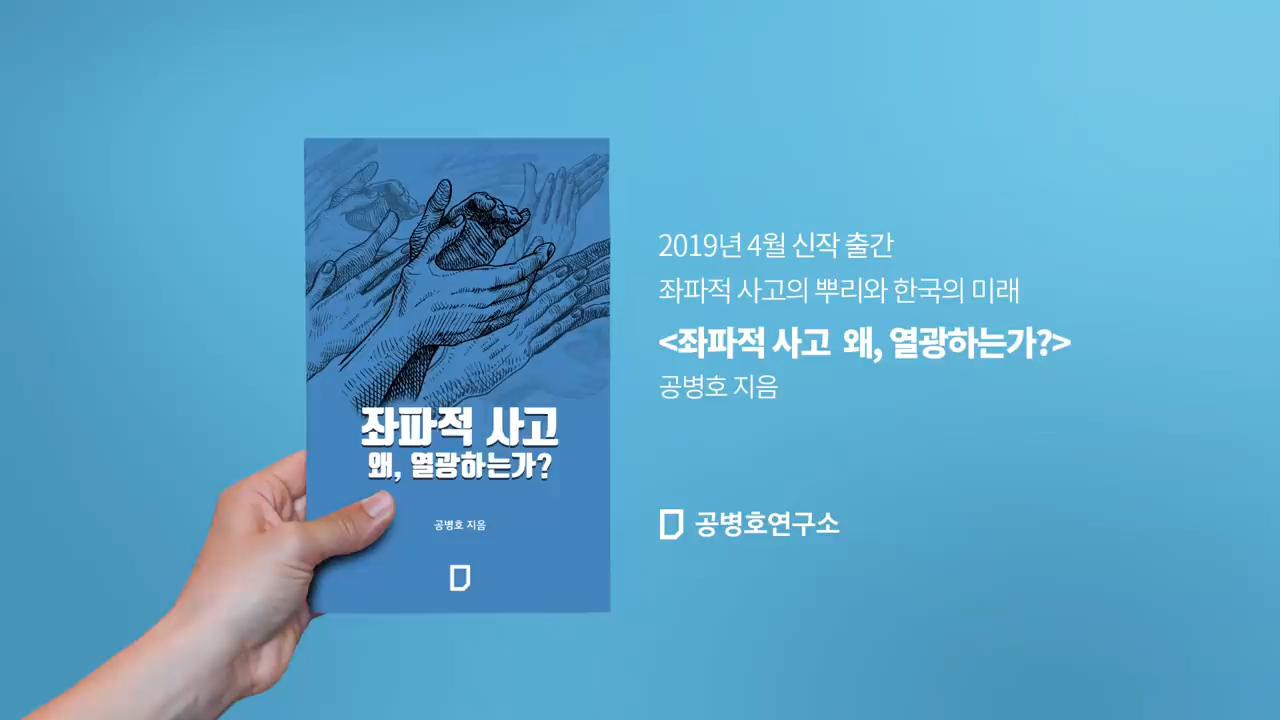 좌파적 사고
왜, 열광하는가?
공병호 지음
2019년 4월 신작 출간
좌파적 사고의 뿌리와 한국의 미래
<좌파적 사고 왜, 열광하는가?>
공병호 지음
공병호연구소